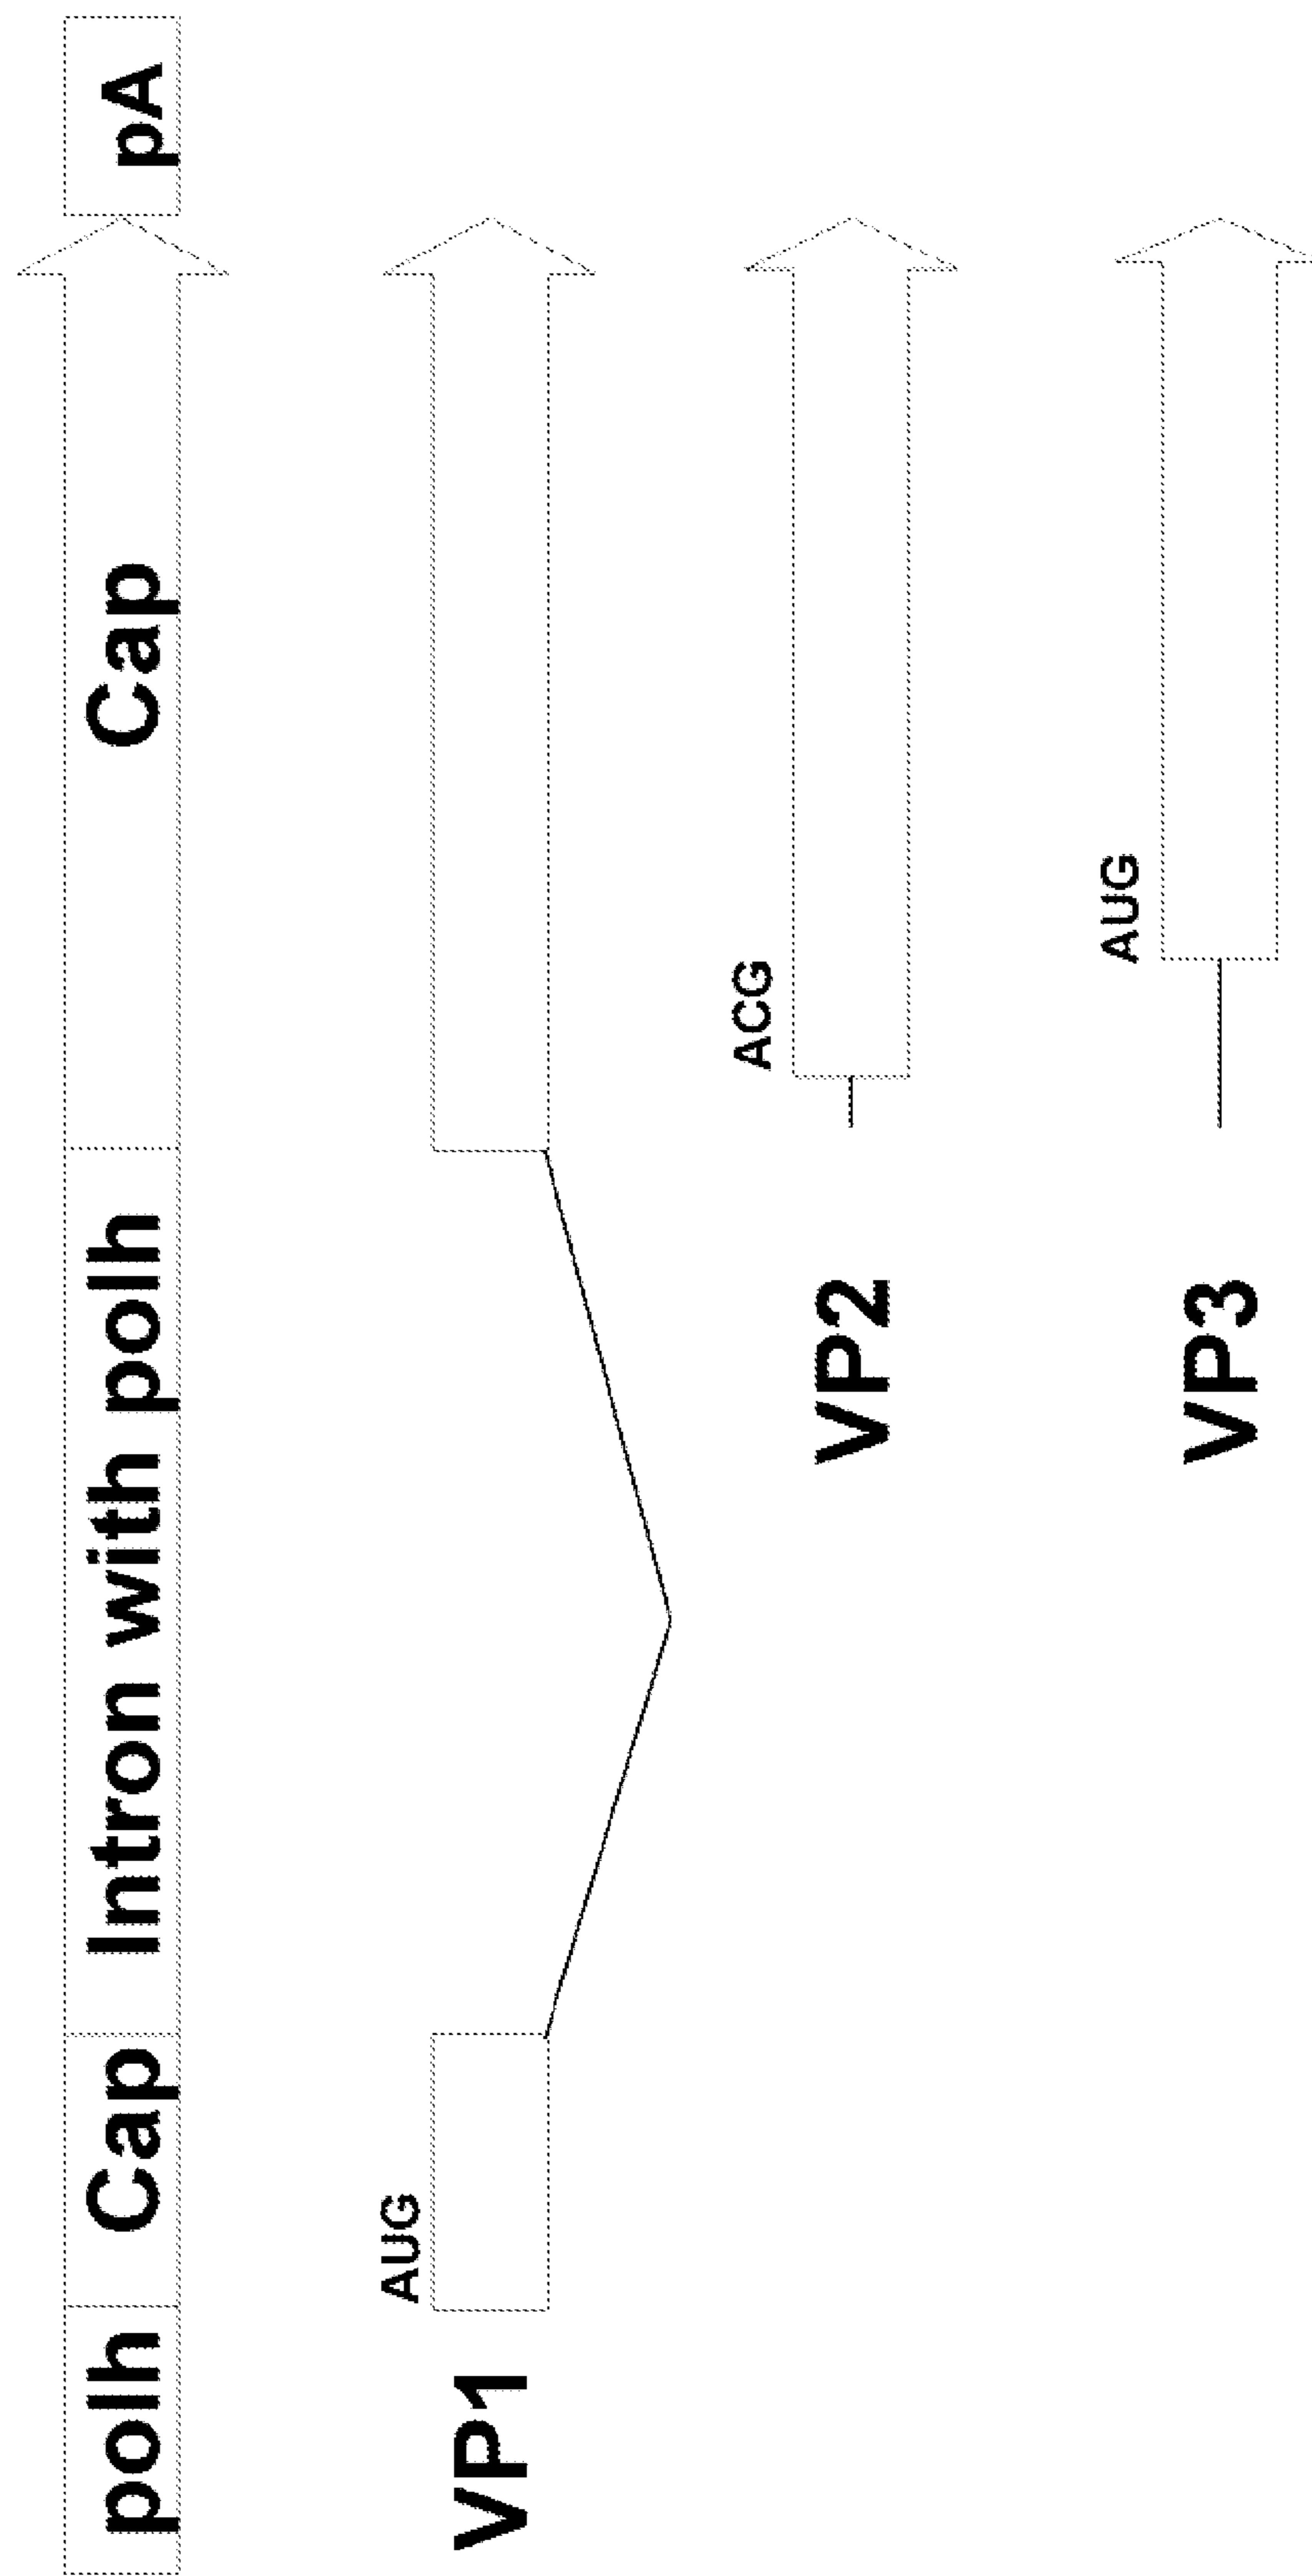 polh Cap Intron with polh Cap pA
AUG
VP1
ACG
VP2
AUG
VP3